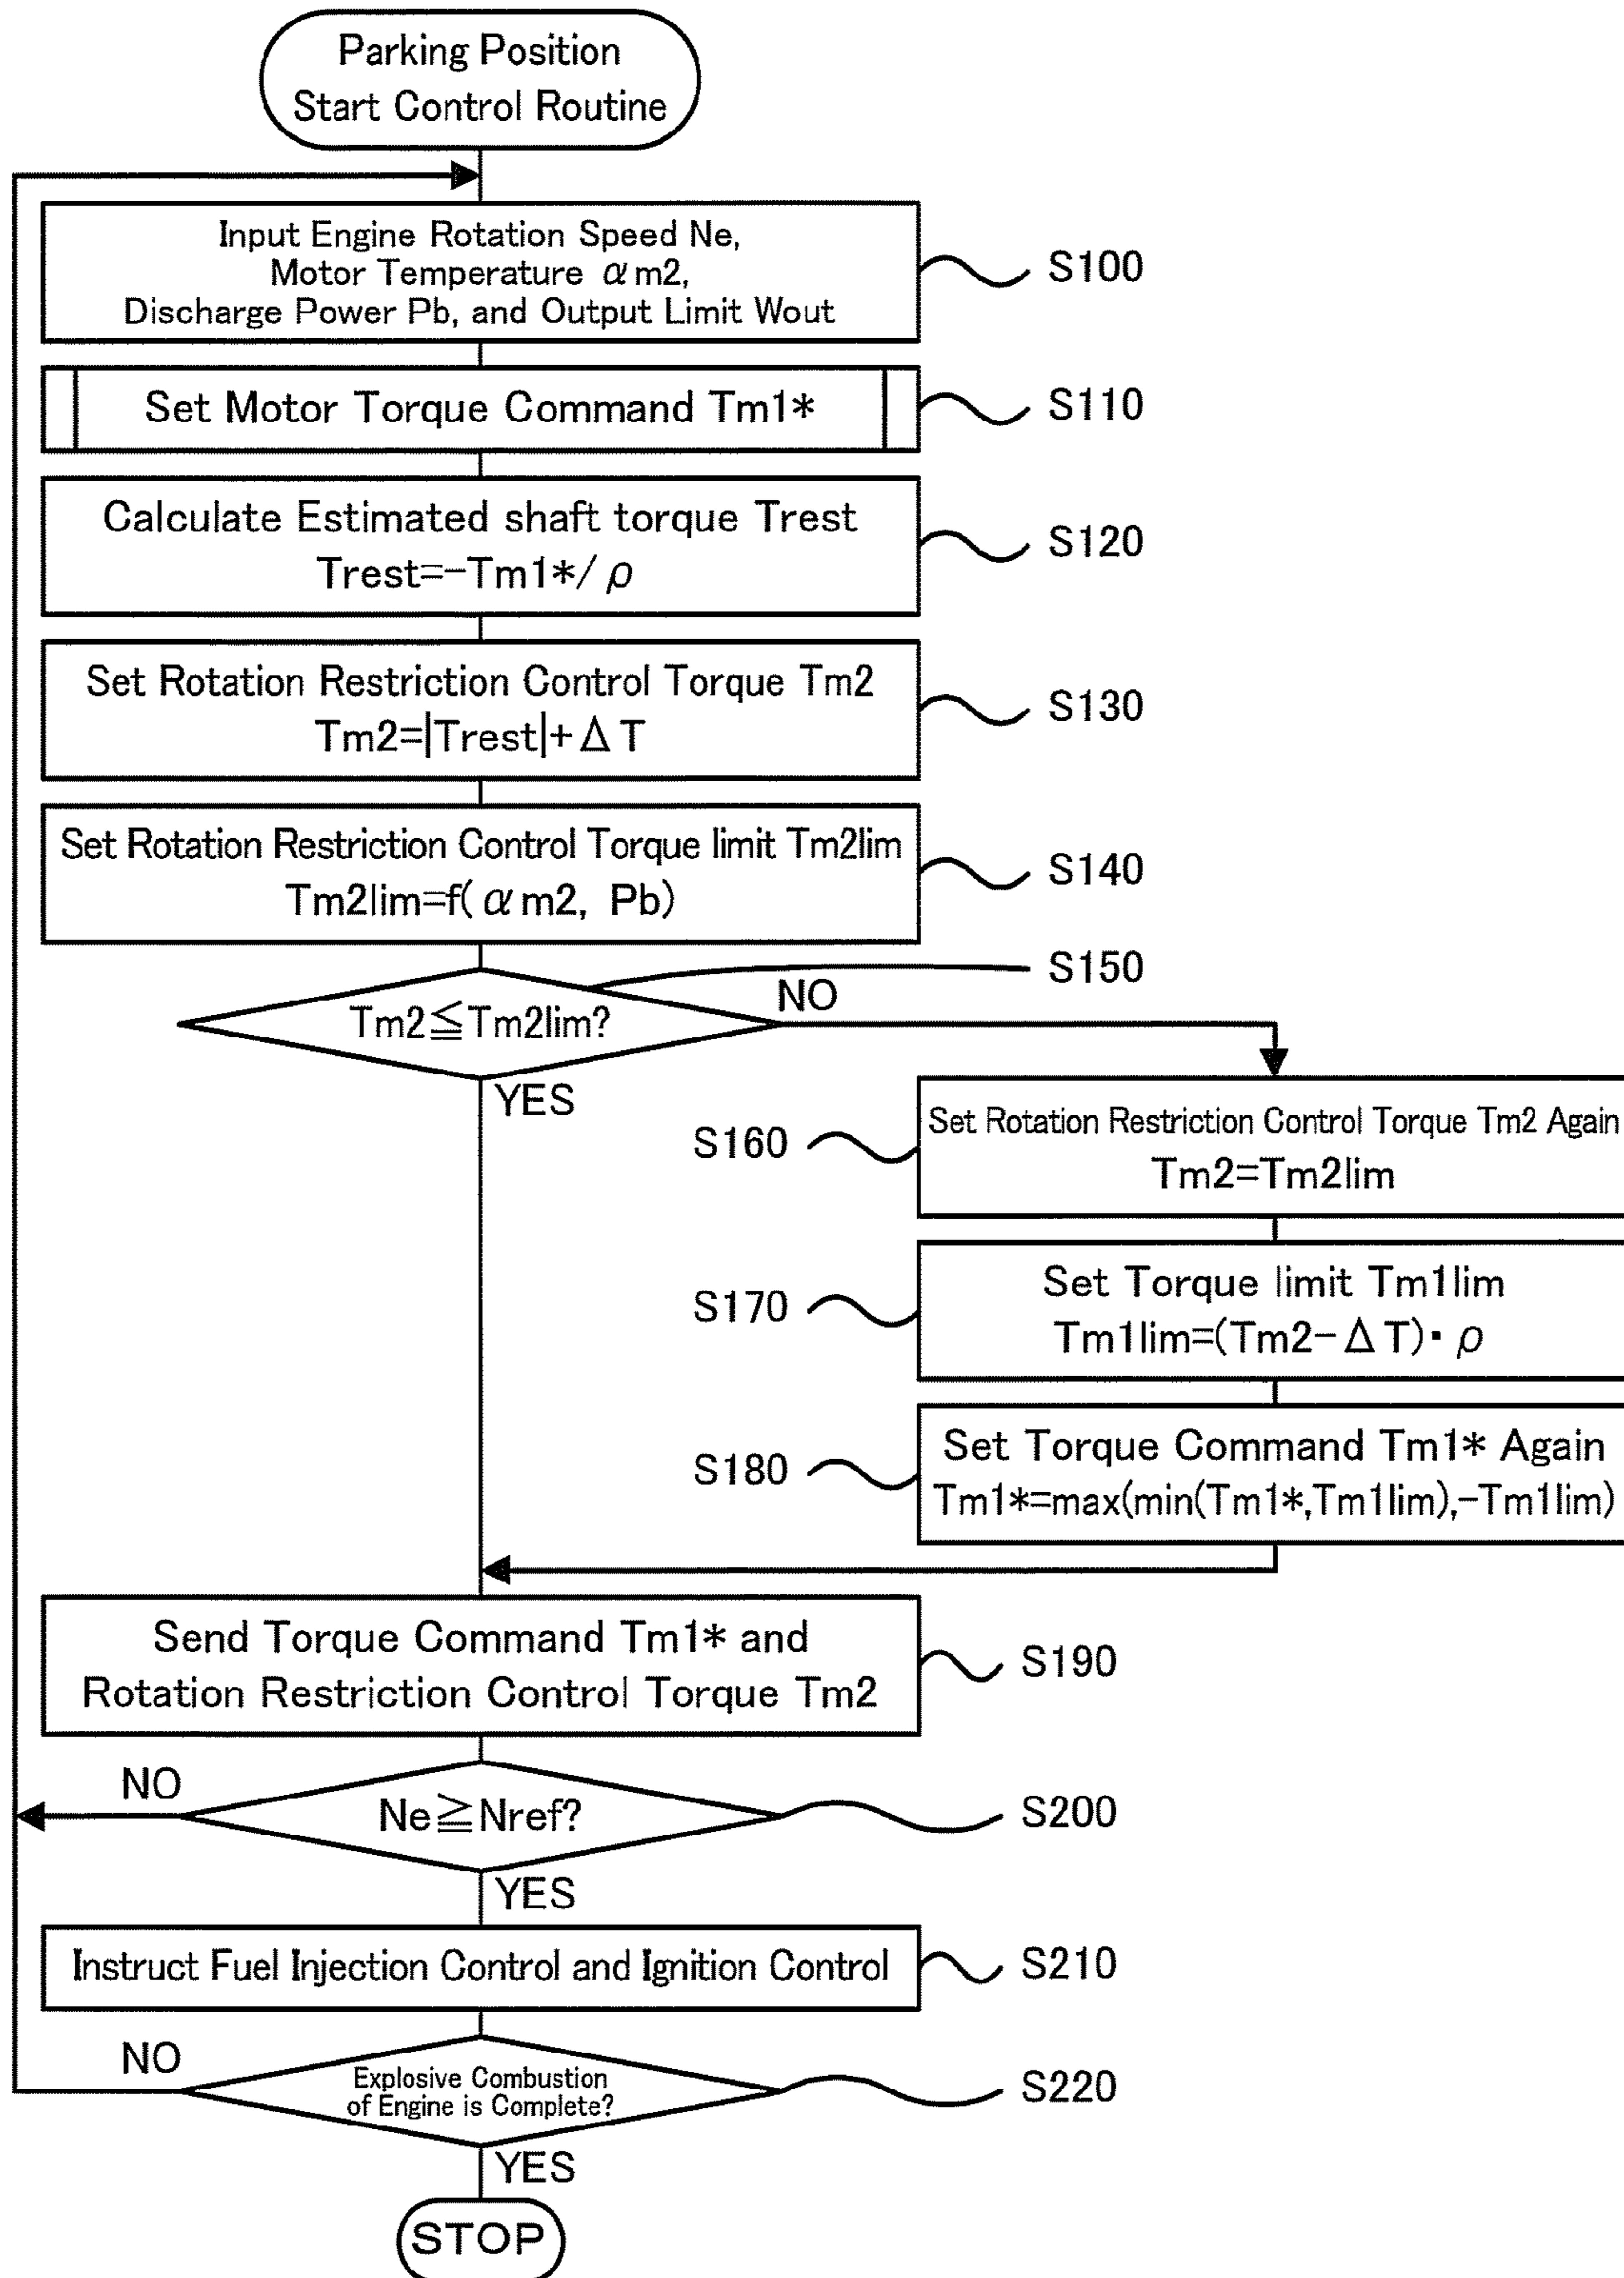 Parking Position
Start Control Routine
Input Engine Rotation Speed Ne,
Motor Temperature αm2,
Discharge Power Pb, and Output Limit Wout
S100
Set Motor Torque Command Tm1*
S110
Calculate Estimated shaft torque Trest
Trest=-Tm1*/ρ
S120
Set Rotation Restriction Control Torque Tm2
Tm2=|Trest|+ΔT
S130
Set Rotation Restriction Control Torque limit Tm2lim
Tm2lim=f(αm2, Pb)
S140
S150
Tm2≦Tm2lim?
NO
YES
Set Rotation Restriction Control Torque Tm2 Again
Tm2=Tm2lim
S160
Set Torque limit Tm1lim
Tm1lim=(Tm2-ΔT)・ρ
S170
Set Torque Command Tm1* Again
Tm1*=max(min(Tm1*,Tm1lim),-Tm1lim)
S180
Send Torque Command Tm1* and
Rotation Restriction Control Torque Tm2
S190
NO
Ne≧Nref?
S200
YES
Instruct Fuel Injection Control and Ignition Control
S210
NO
Explosive Combustion
of Engine is Complete?
S220
YES
STOP